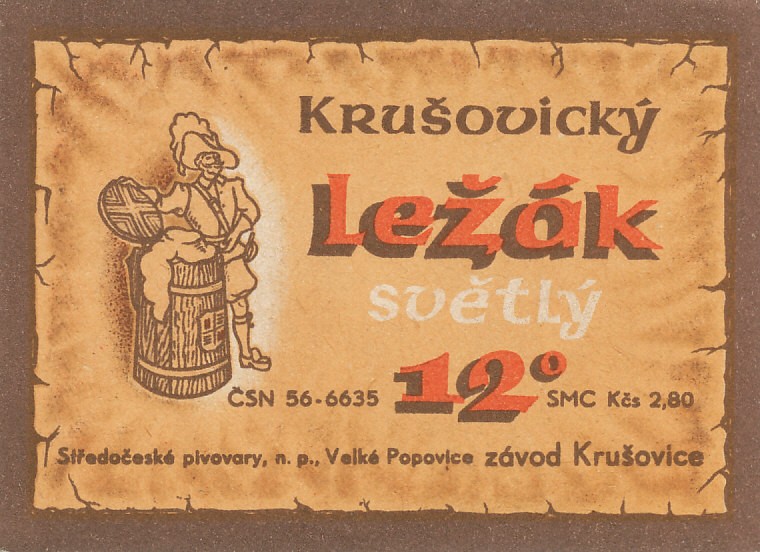 Krušovický
Ležák
světlý
12°
ČSN 56-6635
SMC Kčs 2,80
Středočeské pivovary, n. p., Velké Popovice závod Krušovice